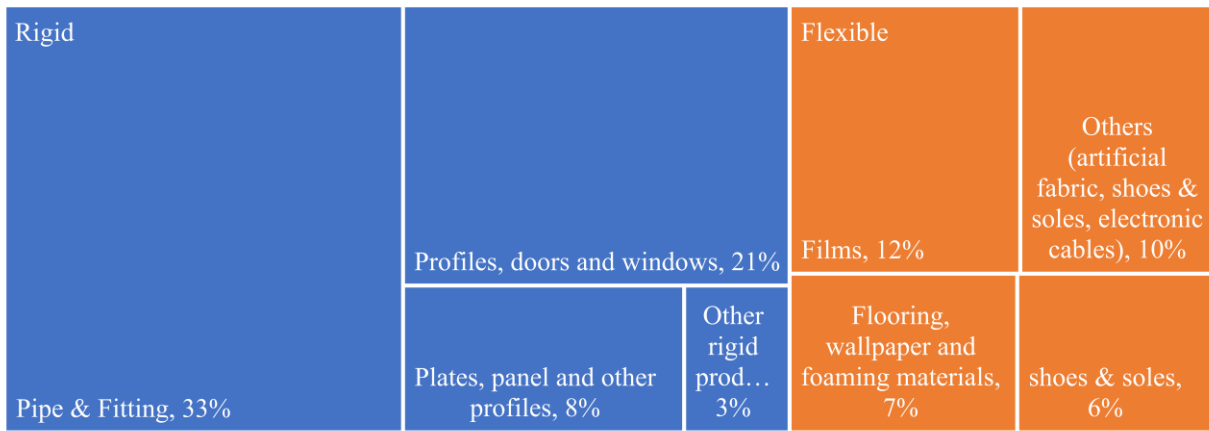 Rigid
Pipe & Fitting, 33%
Profiles, doors and windows, 21%
Plates, panel and other
profiles, 8%
Other
rigid
prod…
3%
Flexible
Films, 12%
Others
(artificial
fabric, shoes &
soles, electronic
cables), 10%
Flooring,
wallpaper and
foaming materials,
7%
shoes & soles,
6%